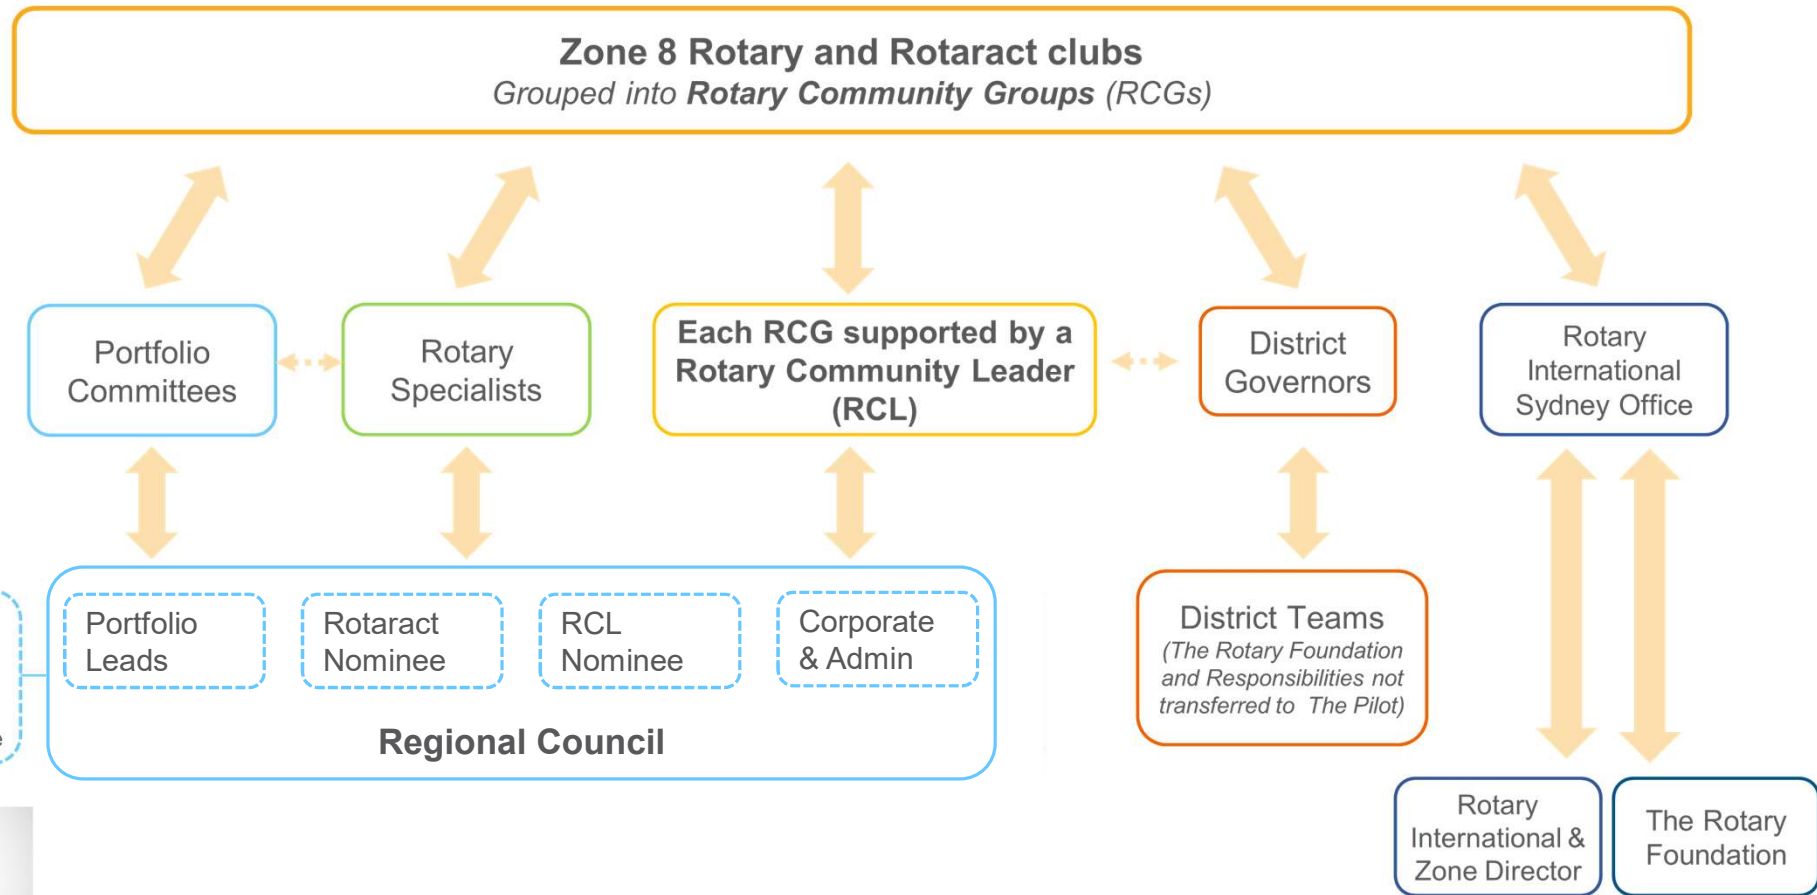 Zone 8 Rotary and Rotaract clubs
Grouped into Rotary Community Groups (RCGs)
Portfolio
Committees
Rotary
Specialists
Each RCG supported by a
Rotary Community Leader
(RCL)
District
Governors
Rotary
International
Sydney Office
Portfolio
Leads
Rotaract
Nominee
RCL
Nominee
Corporate
& Admin
Regional Council
District Teams
(The Rotary Foundation
and Responsibilities not
transferred to The Pilot)
Rotary
International &
Zone Director
The Rotary
Foundation